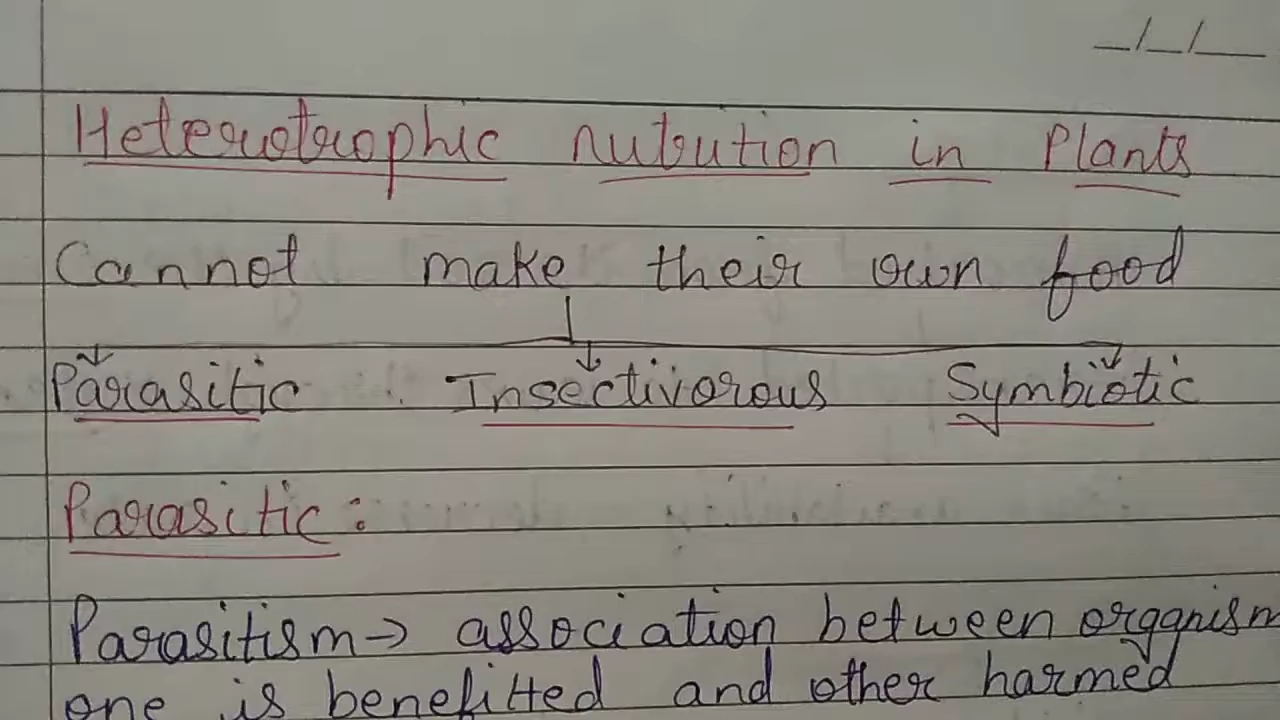 _/_/__
Heterotrophic nutrition in Plants
Cannot make their own food
Parasitic Insectivorous Symbiotic
Parasitic:
Parasitism → association between organism
one is benefitted and other harmed